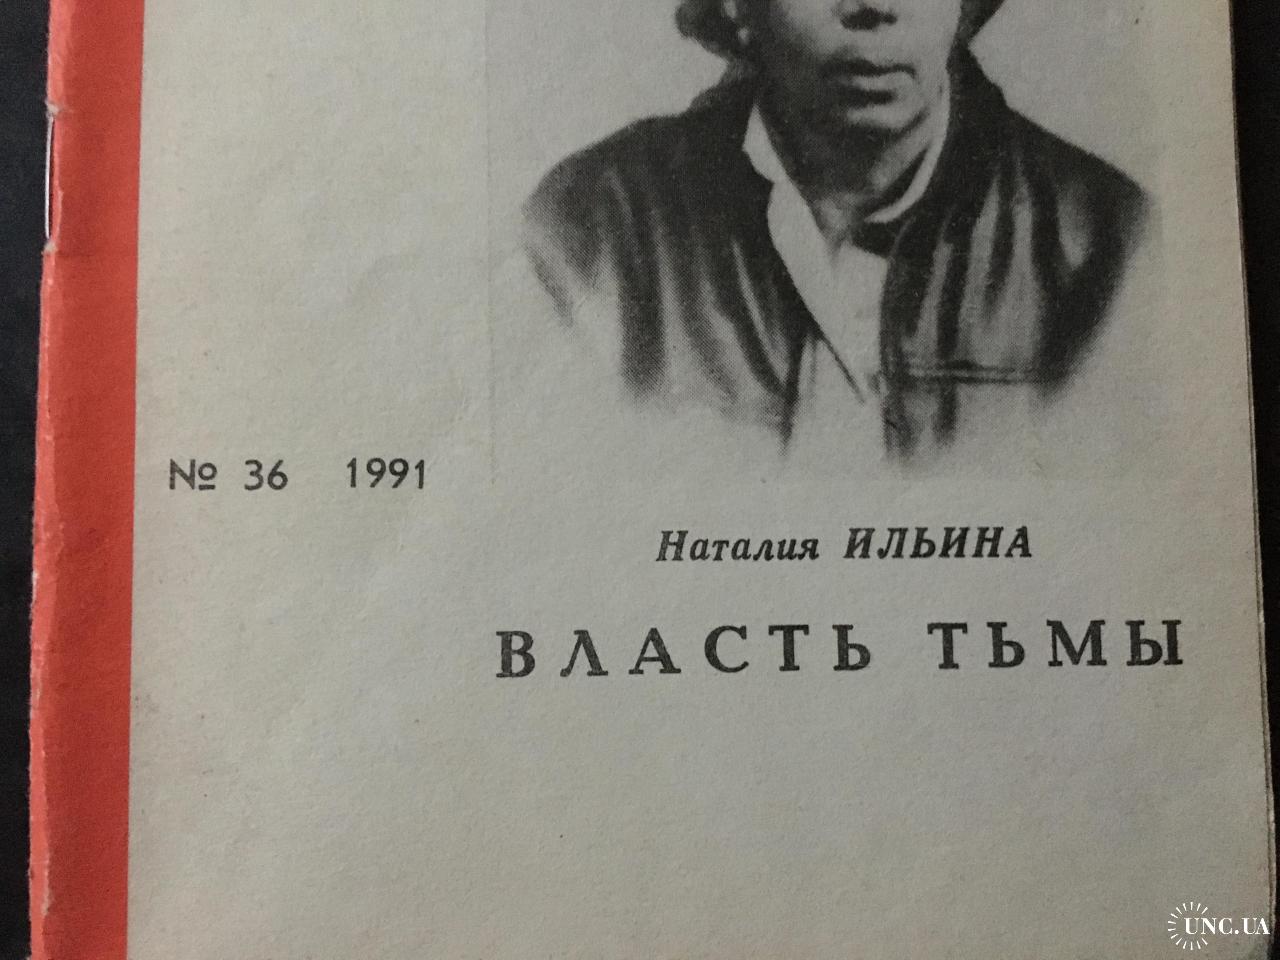 № 36 1991
Наталия ИЛЬИНА
ВЛАСТЬ ТЬМЫ
UNC.UA